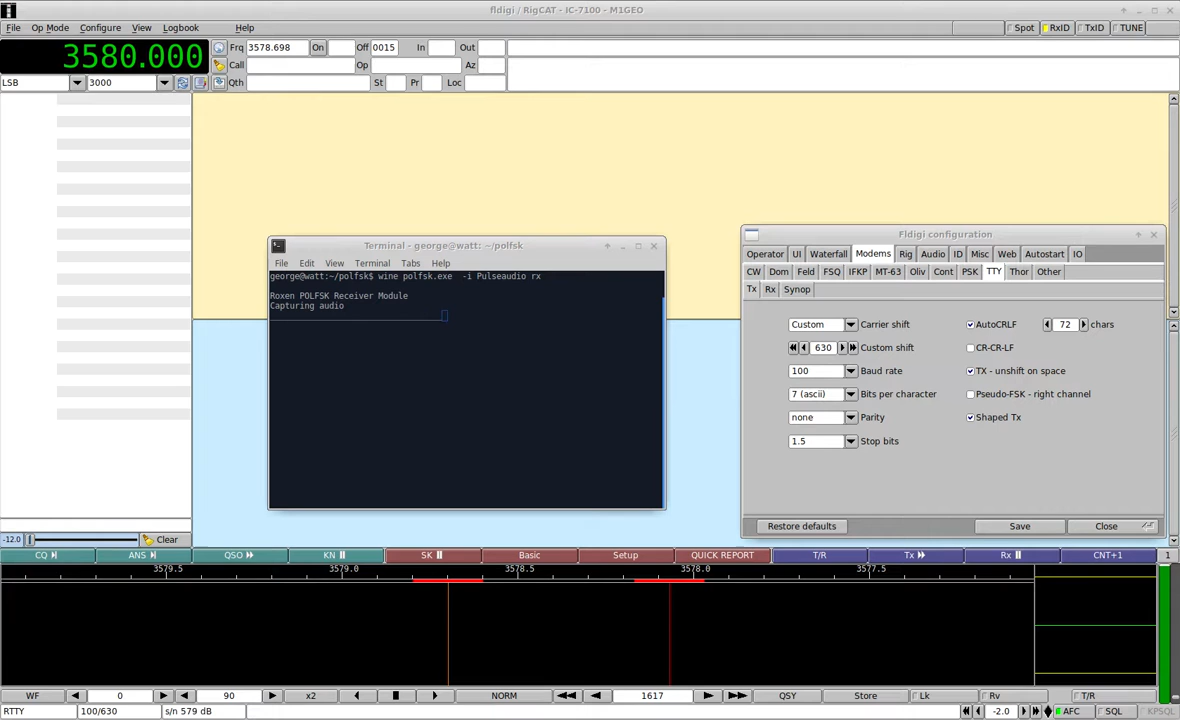 fldigi / RigCAT - IC-7100 - M1GEO
File Op Mode Configure View Logbook Help Spot RxID TxID TUNE
3580.000
Frq 3578.698 On Off 0015 In Out
Call Op Az
LSB 3000 Qth St Pr Loc
Terminal - george@watt: ~/polfsk
File Edit View Terminal Tabs Help
george@watt:~/polfsk$ wine polfsk.exe -i Pulseaudio rx
Roxen POLFSK Receiver Module
Capturing audio
Fldigi configuration
Operator UI Waterfall Modems Rig Audio ID Misc Web Autostart IO
CW Dom Feld FSQ IFKP MT-63 Oliv Cont PSK TTY Thor Other
Tx Rx Synop
Custom Carrier shift AutoCRLF 72 chars
630 Custom shift CR-CR-LF
100 Baud rate TX - unshift on space
7 (ascii) Bits per character Pseudo-FSK - right channel
none Parity Shaped Tx
1.5 Stop bits
Restore defaults Save Close
-12.0 Clear
CQ ANS QSO KN SK Basic Setup QUICK REPORT T/R Tx Rx CNT+1 1
3579.5 3579.0 3578.5 3578.0 3577.5
WF 0 90 x2 NORM 1617 QSY Store Lk Rv T/R
RTTY 100/630 s/n 579 dB -2.0 AFC SQL KPSQL